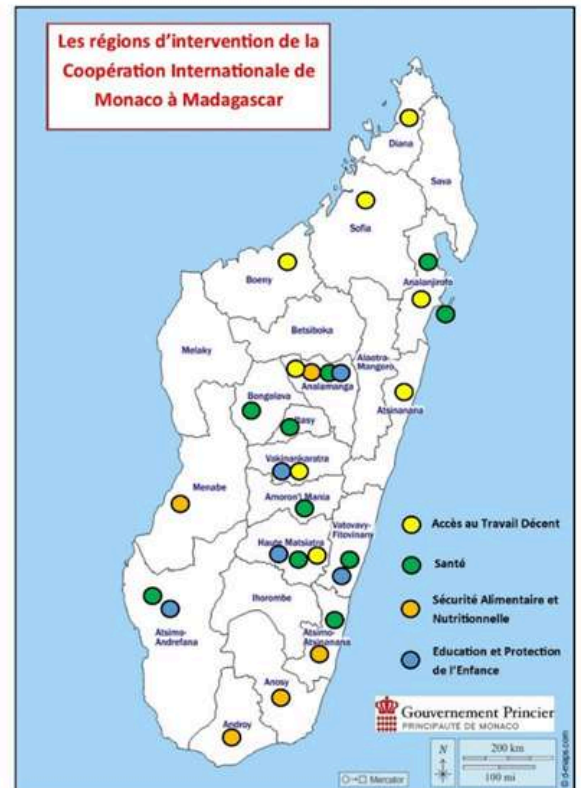 Les régions d'intervention de la
Coopération Internationale de
Monaco à Madagascar
Diana
Sava
Sofia
Analanjirofo
Boeny
Betsiboka
Melaky
Alaotra-
Mangoro
Analamanga
Bongolava
Atsinanana
Itasy
Vakinankaratra
Menabe
Amoron'i Mania
Vatovavy-
Fitovinany
Haute Matsiatra
Ihorombe
Atsimo-
Andrefana
Atsimo-
Atsinanana
Anosy
Androy
Accès au Travail Décent
Santé
Sécurité Alimentaire et
Nutritionnelle
Education et Protection
de l'Enfance
Gouvernement Princier
PRINCIPAUTÉ DE MONACO
N
200 km
100 mi
Mercator
© d-maps.com